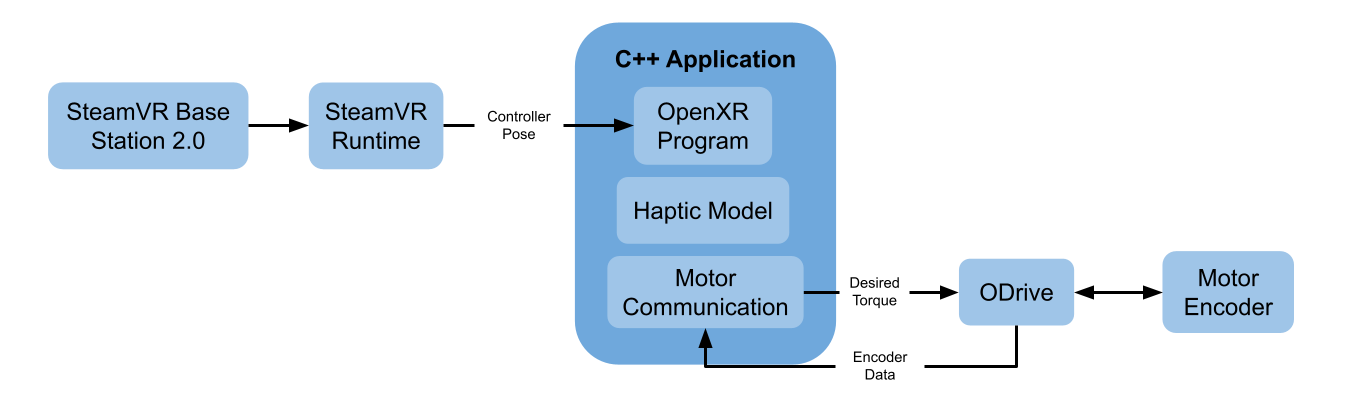 C++ Application
SteamVR Base
Station 2.0
SteamVR
Runtime
Controller
Pose
OpenXR
Program
Haptic Model
Motor
Communication
Desired
Torque
ODrive
Motor
Encoder
Encoder
Data